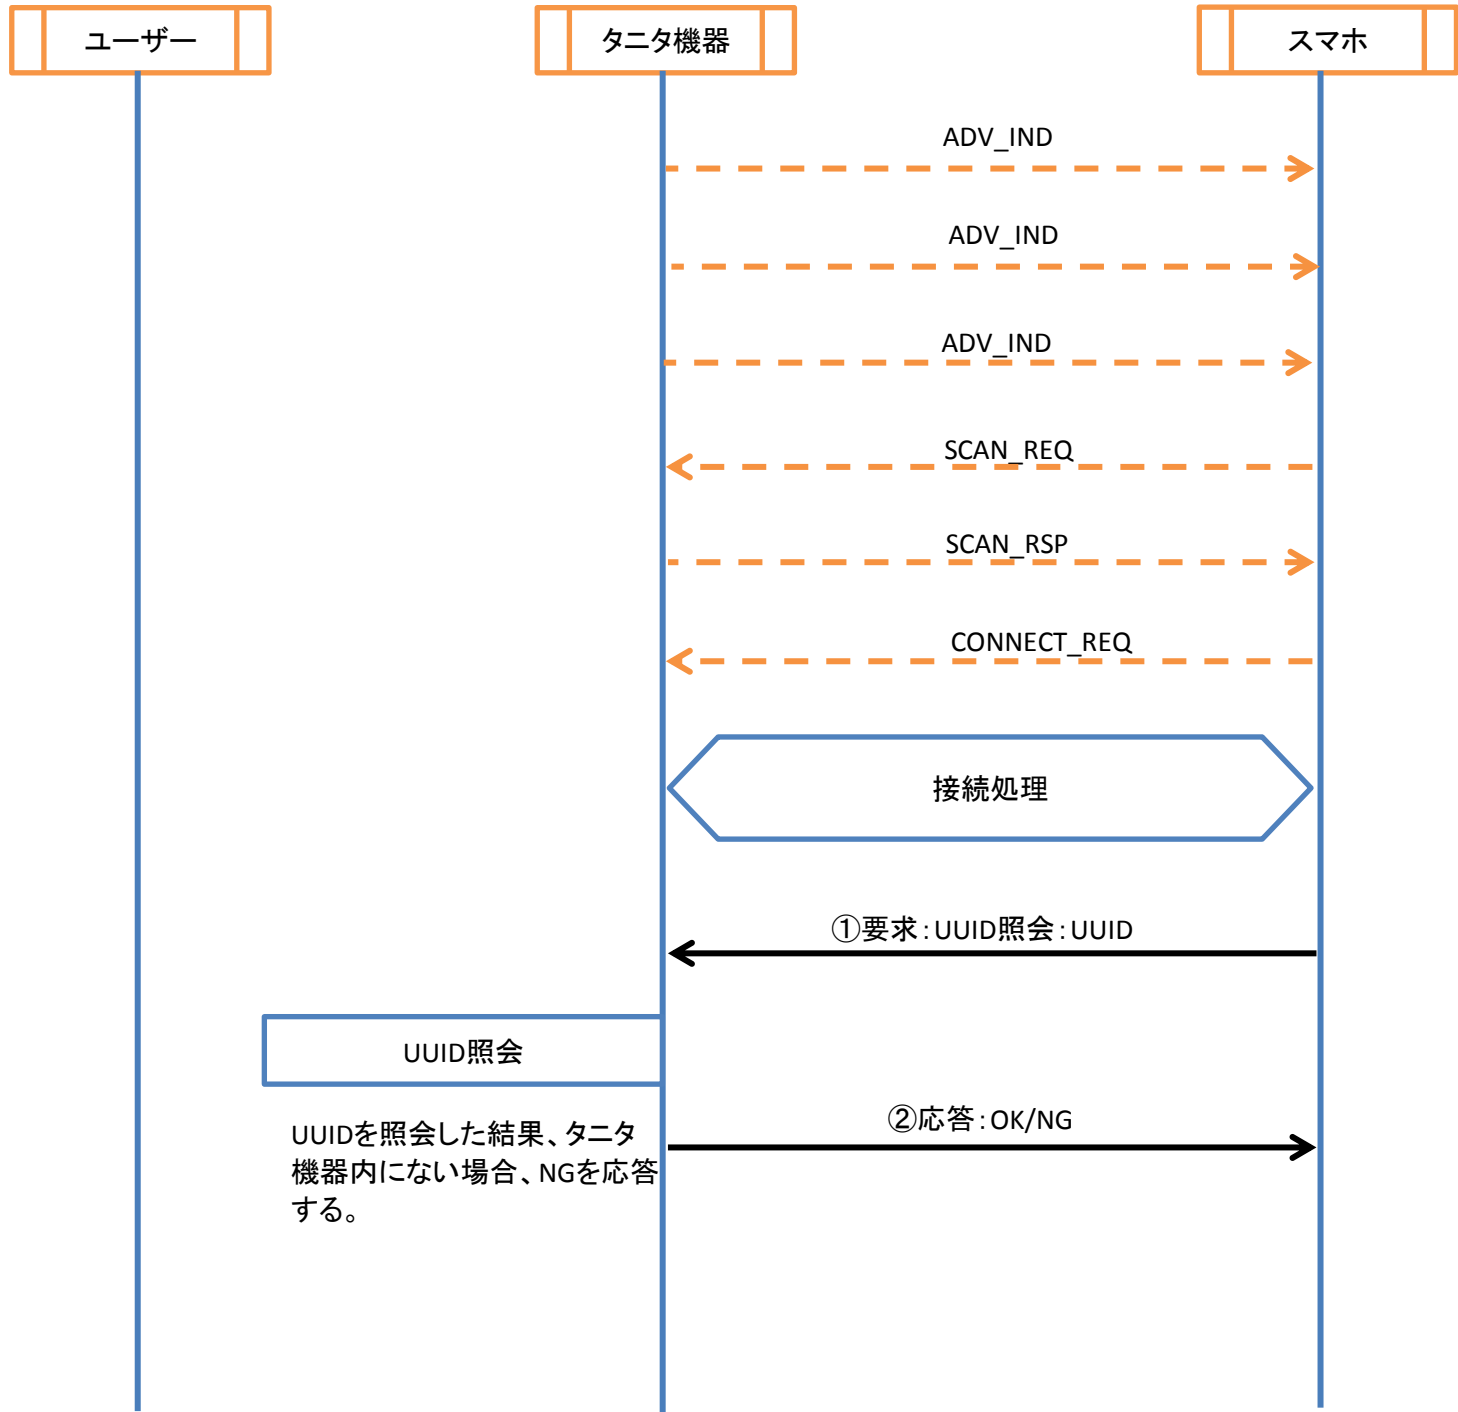 ユーザー
タニタ機器
スマホ
ADV_IND
ADV_IND
ADV_IND
SCAN_REQ
SCAN_RSP
CONNECT_REQ
接続処理
①要求:UUID照会:UUID
UUID照会
②応答:OK/NG
UUIDを照会した結果、タニタ
機器内にない場合、NGを応答
する。